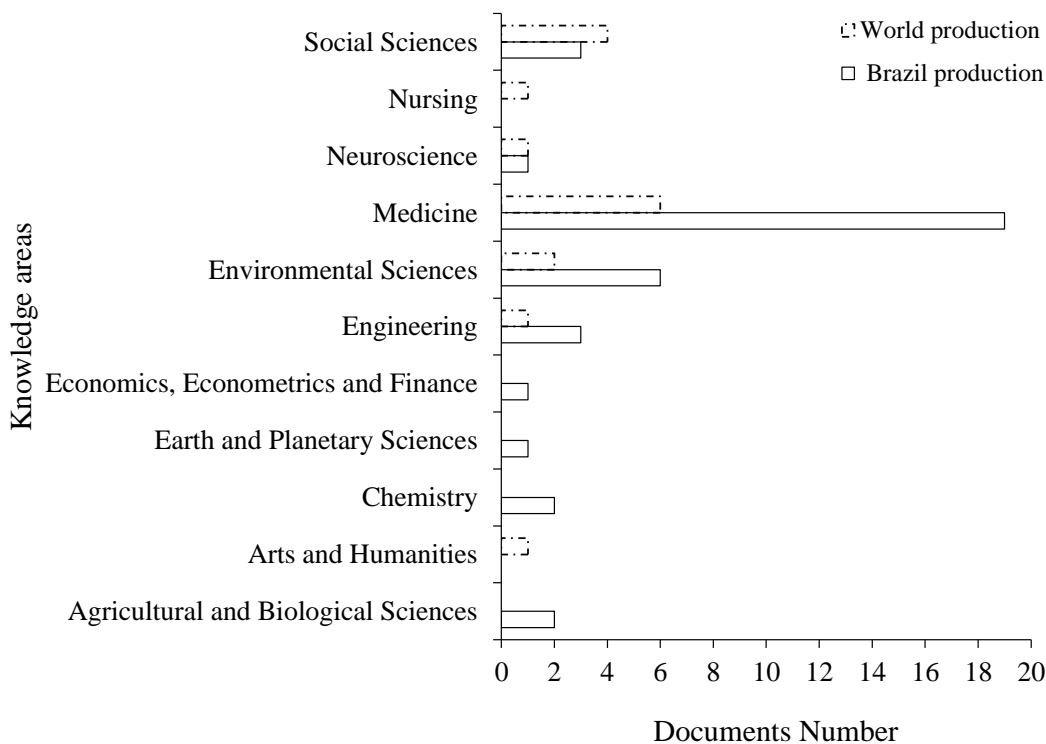 World production
Brazil production
Knowledge areas
Social Sciences
Nursing
Neuroscience
Medicine
Environmental Sciences
Engineering
Economics, Econometrics and Finance
Earth and Planetary Sciences
Chemistry
Arts and Humanities
Agricultural and Biological Sciences
0 2 4 6 8 10 12 14 16 18 20
Documents Number